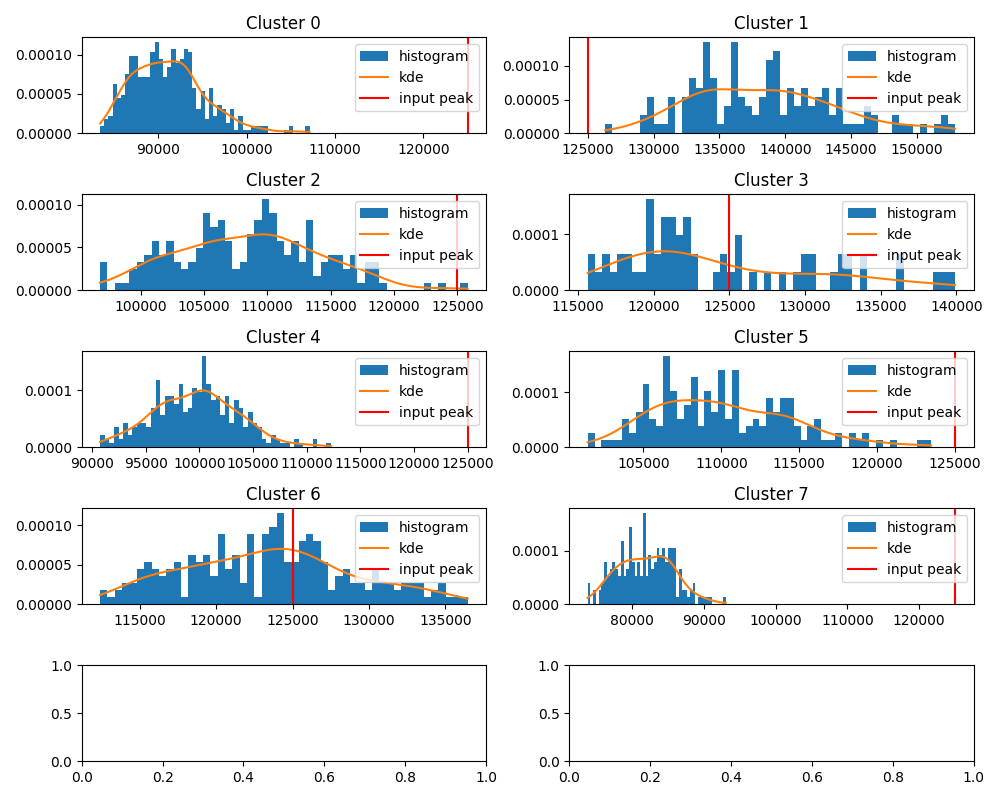 Cluster 0
0.00010
0.00005
0.00000
90000 100000 110000 120000
histogram
kde
input peak
Cluster 1
0.00010
0.00005
0.00000
125000 130000 135000 140000 145000 150000
histogram
kde
input peak
Cluster 2
0.00010
0.00005
0.00000
100000 105000 110000 115000 120000 125000
histogram
kde
input peak
Cluster 3
0.0001
0.0000
115000 120000 125000 130000 135000 140000
histogram
kde
input peak
Cluster 4
0.0001
0.0000
90000 95000 100000 105000 110000 115000 120000 125000
histogram
kde
input peak
Cluster 5
0.0001
0.0000
105000 110000 115000 120000 125000
histogram
kde
input peak
Cluster 6
0.00010
0.00005
0.00000
115000 120000 125000 130000 135000
histogram
kde
input peak
Cluster 7
0.0001
0.0000
80000 90000 100000 110000 120000
histogram
kde
input peak
1.0
0.5
0.0
0.0 0.2 0.4 0.6 0.8 1.0
1.0
0.5
0.0
0.0 0.2 0.4 0.6 0.8 1.0